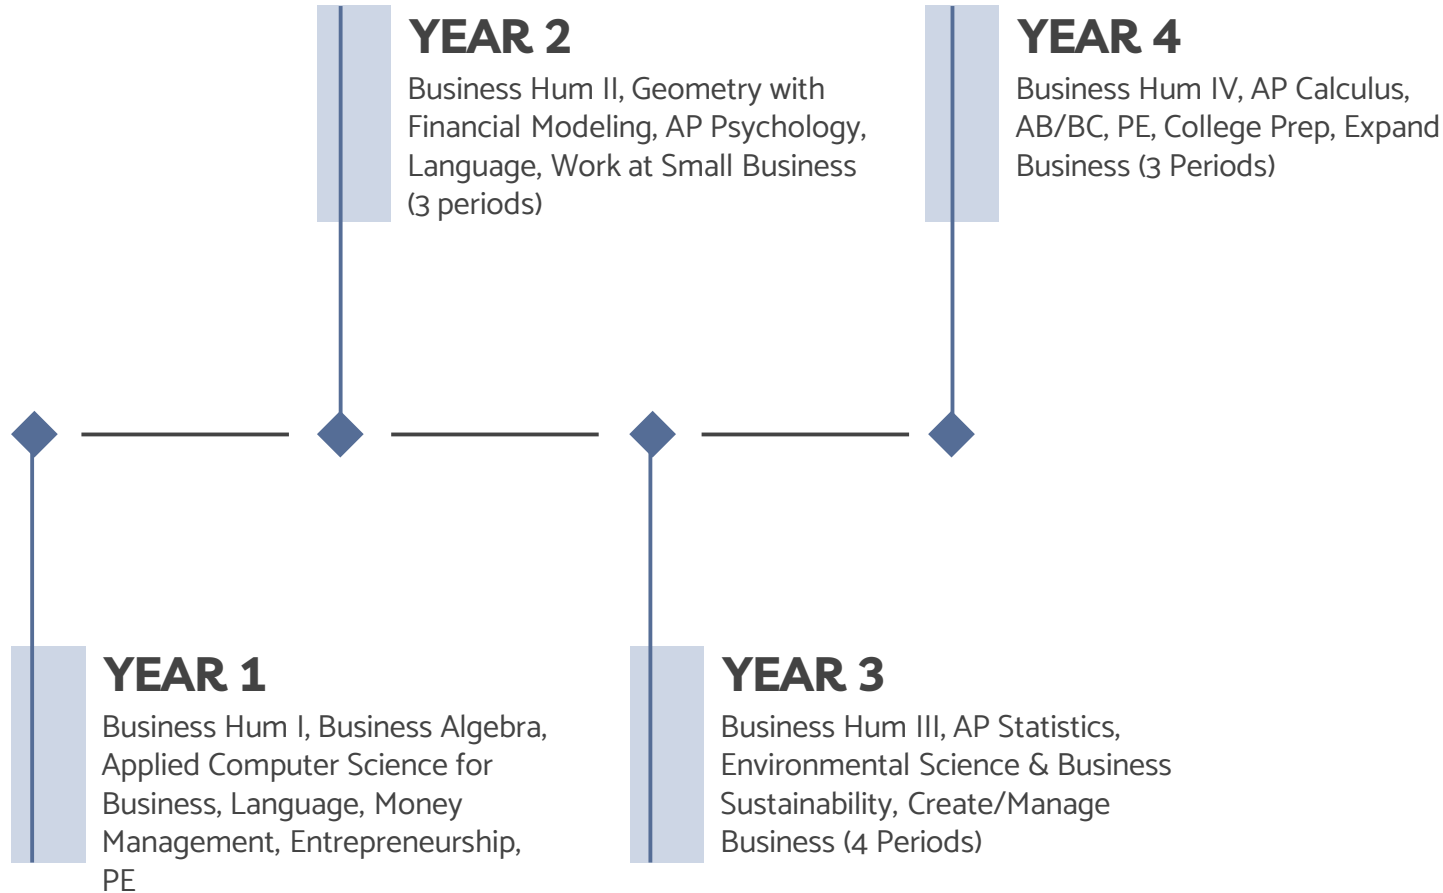 YEAR 2
Business Hum II, Geometry with
Financial Modeling, AP Psychology,
Language, Work at Small Business
(3 periods)
YEAR 4
Business Hum IV, AP Calculus,
AB/BC, PE, College Prep, Expand
Business (3 Periods)
YEAR 1
Business Hum I, Business Algebra,
Applied Computer Science for
Business, Language, Money
Management, Entrepreneurship,
PE
YEAR 3
Business Hum III, AP Statistics,
Environmental Science & Business
Sustainability, Create/Manage
Business (4 Periods)